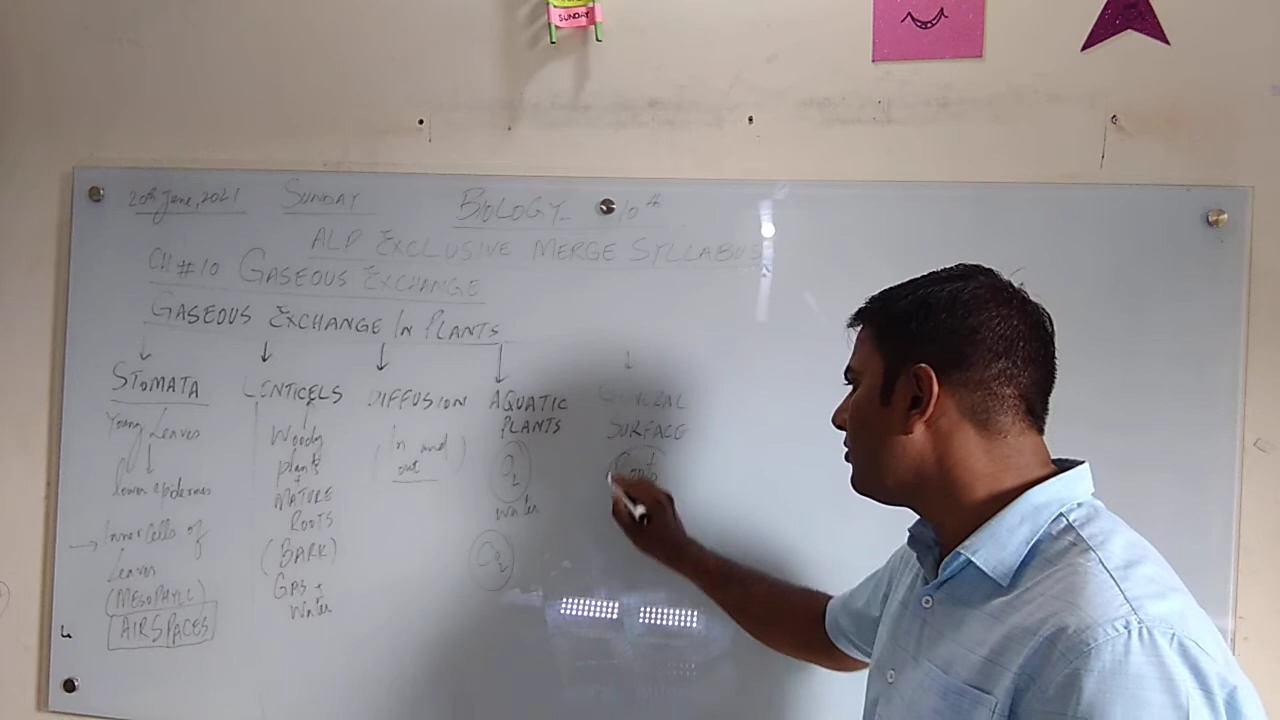 SUNDAY
20th June, 2021 SUNDAY BIOLOGY- 10th
ALP EXCLUSIVE MERGE SYLLABUS
CH #10 GASEOUS EXCHANGE
GASEOUS EXCHANGE IN PLANTS
STOMATA
Young Leaves
lower epidermis
→ Inner Cells of
Leaves
(MESOPHYLL)
AIRSPACES
LENTICELS
Woody
plants
+
MATURE
ROOTS
(BARK)
GAS +
Water
DIFFUSION
(In and
out)
AQUATIC
PLANTS
O2
Water
CO2
GENERAL
SURFACE